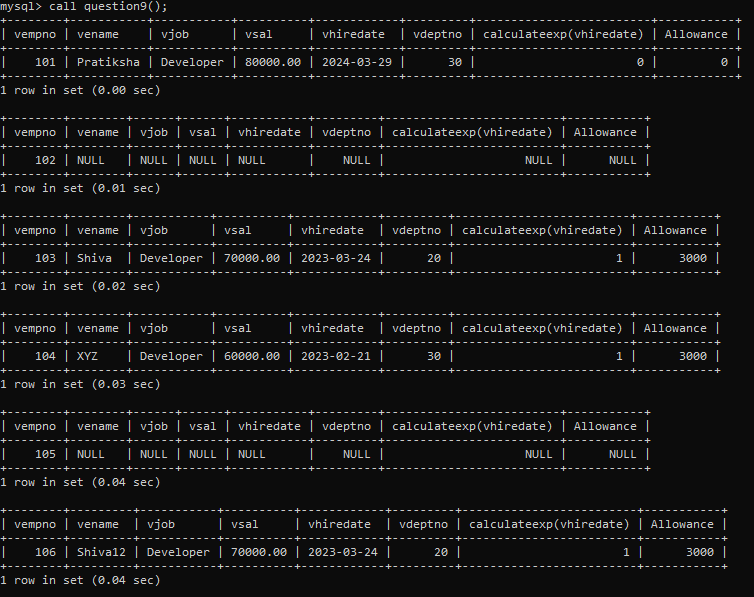 mysql> call question9();
+--------+-----------+-----------+----------+------------+---------+------------------------+-----------+
| vempno | vename    | vjob      | vsal     | vhiredate  | vdeptno | calculateexp(vhiredate) | Allowance |
+--------+-----------+-----------+----------+------------+---------+------------------------+-----------+
|    101 | Pratiksha | Developer | 80000.00 | 2024-03-29 |      30 |                       0 |         0 |
+--------+-----------+-----------+----------+------------+---------+------------------------+-----------+
1 row in set (0.00 sec)
+--------+--------+------+------+-----------+---------+-------------------------+-----------+
| vempno | vename | vjob | vsal | vhiredate | vdeptno | calculateexp(vhiredate) | Allowance |
+--------+--------+------+------+-----------+---------+-------------------------+-----------+
|    102 | NULL   | NULL | NULL | NULL      |    NULL |                    NULL |      NULL |
+--------+--------+------+------+-----------+---------+-------------------------+-----------+
1 row in set (0.01 sec)
+--------+--------+-----------+----------+------------+---------+-------------------------+-----------+
| vempno | vename | vjob      | vsal     | vhiredate  | vdeptno | calculateexp(vhiredate) | Allowance |
+--------+--------+-----------+----------+------------+---------+-------------------------+-----------+
|    103 | Shiva  | Developer | 70000.00 | 2023-03-24 |      20 |                       1 |      3000 |
+--------+--------+-----------+----------+------------+---------+-------------------------+-----------+
1 row in set (0.02 sec)
+--------+--------+-----------+----------+------------+---------+-------------------------+-----------+
| vempno | vename | vjob      | vsal     | vhiredate  | vdeptno | calculateexp(vhiredate) | Allowance |
+--------+--------+-----------+----------+------------+---------+-------------------------+-----------+
|    104 | XYZ    | Developer | 60000.00 | 2023-02-21 |      30 |                       1 |      3000 |
+--------+--------+-----------+----------+------------+---------+-------------------------+-----------+
1 row in set (0.03 sec)
+--------+--------+------+------+-----------+---------+-------------------------+-----------+
| vempno | vename | vjob | vsal | vhiredate | vdeptno | calculateexp(vhiredate) | Allowance |
+--------+--------+------+------+-----------+---------+-------------------------+-----------+
|    105 | NULL   | NULL | NULL | NULL      |    NULL |                    NULL |      NULL |
+--------+--------+------+------+-----------+---------+-------------------------+-----------+
1 row in set (0.04 sec)
+--------+---------+-----------+----------+------------+---------+-------------------------+-----------+
| vempno | vename  | vjob      | vsal     | vhiredate  | vdeptno | calculateexp(vhiredate) | Allowance |
+--------+---------+-----------+----------+------------+---------+-------------------------+-----------+
|    106 | Shiva12 | Developer | 70000.00 | 2023-03-24 |      20 |                       1 |      3000 |
+--------+---------+-----------+----------+------------+---------+-------------------------+-----------+
1 row in set (0.04 sec)